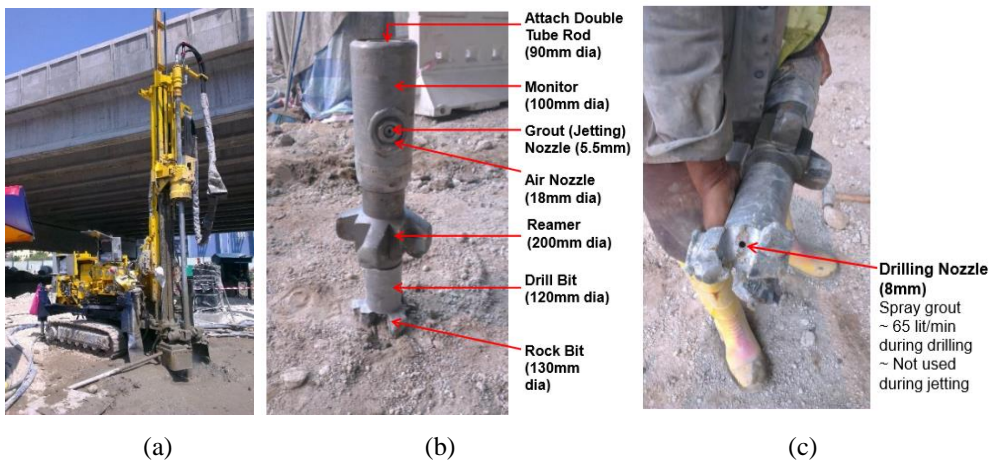 Attach Double
Tube Rod
(90mm dia)
Monitor
(100mm dia)
Grout (Jetting)
Nozzle (5.5mm)
Air Nozzle
(18mm dia)
Reamer
(200mm dia)
Drill Bit
(120mm dia)
Rock Bit
(130mm
dia)
Drilling Nozzle
(8mm)
Spray grout
~ 65 lit/min
during drilling
~ Not used
during jetting
(a)
(b)
(c)